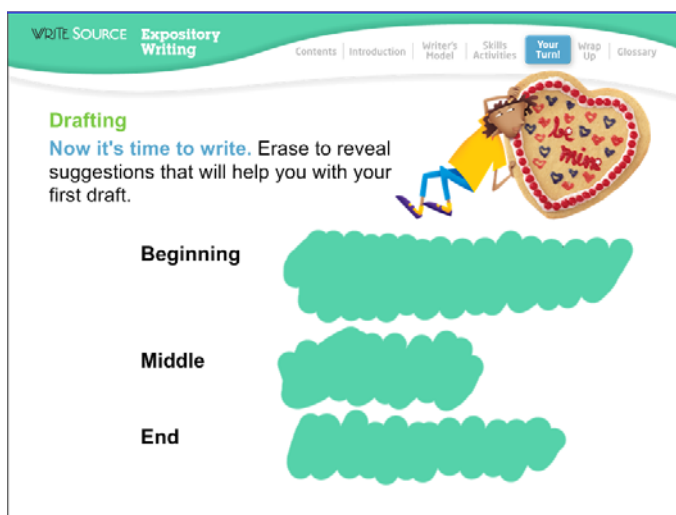 WRITE SOURCE
Expository
Writing
Contents
Introduction
Writer's
Model
Skills
Activities
Your
Turn!
Wrap
Up
Glossary
Drafting
Now it's time to write. Erase to reveal
suggestions that will help you with your
first draft.
be
mine
Beginning
Middle
End